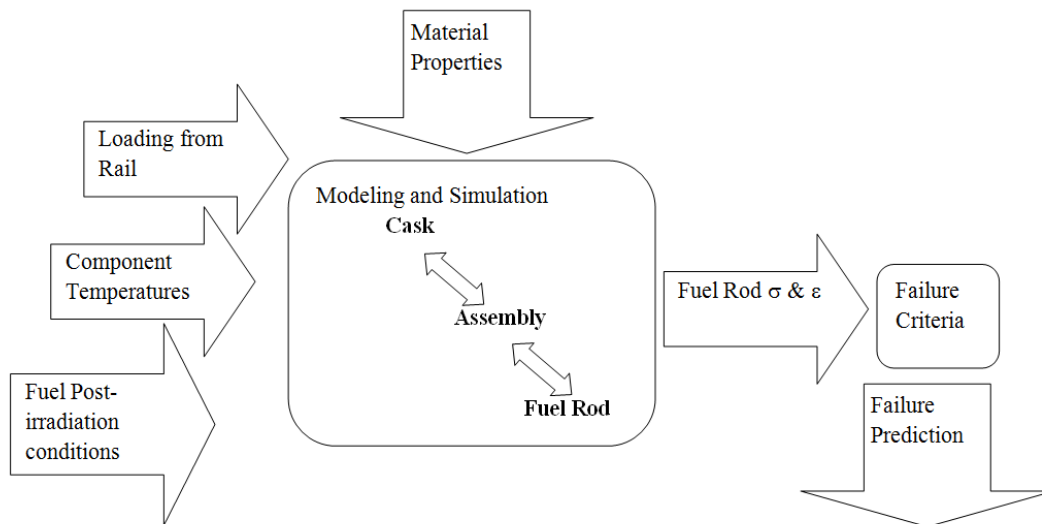 Material
Properties
Loading from
Rail
Modeling and Simulation
Cask
Component
Temperatures
Assembly
Fuel Rod σ & ε
Failure
Criteria
Fuel Post-
irradiation
conditions
Fuel Rod
Failure
Prediction